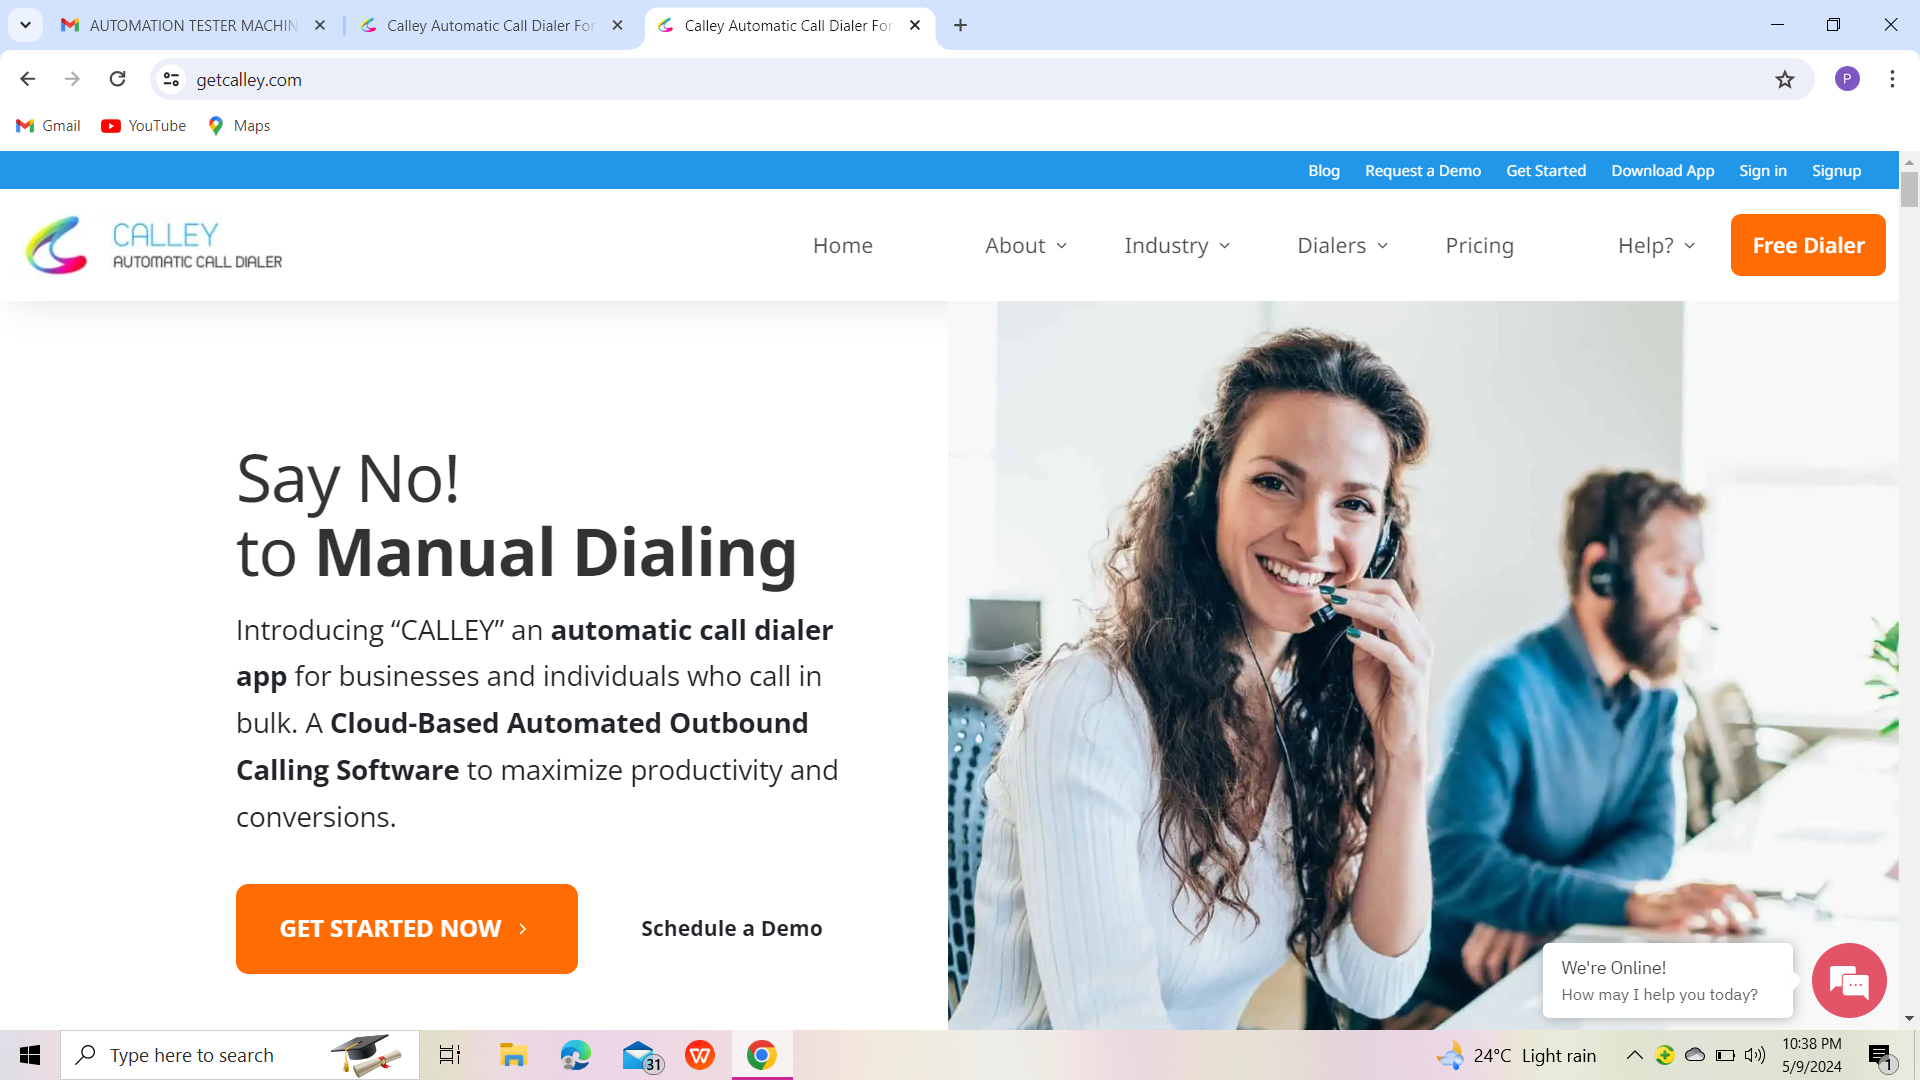 AUTOMATION TESTER MACHIN
Calley Automatic Call Dialer For
Calley Automatic Call Dialer For
getcalley.com
P
Gmail
YouTube
Maps
Blog
Request a Demo
Get Started
Download App
Sign in
Signup
CALLEY
AUTOMATIC CALL DIALER
Home
About
Industry
Dialers
Pricing
Help?
Free Dialer
Say No!
to Manual Dialing
Introducing “CALLEY” an automatic call dialer
app for businesses and individuals who call in
bulk. A Cloud-Based Automated Outbound
Calling Software to maximize productivity and
conversions.
GET STARTED NOW
Schedule a Demo
We're Online!
How may I help you today?
Type here to search
31
W
24°C Light rain
10:38 PM
5/9/2024
1